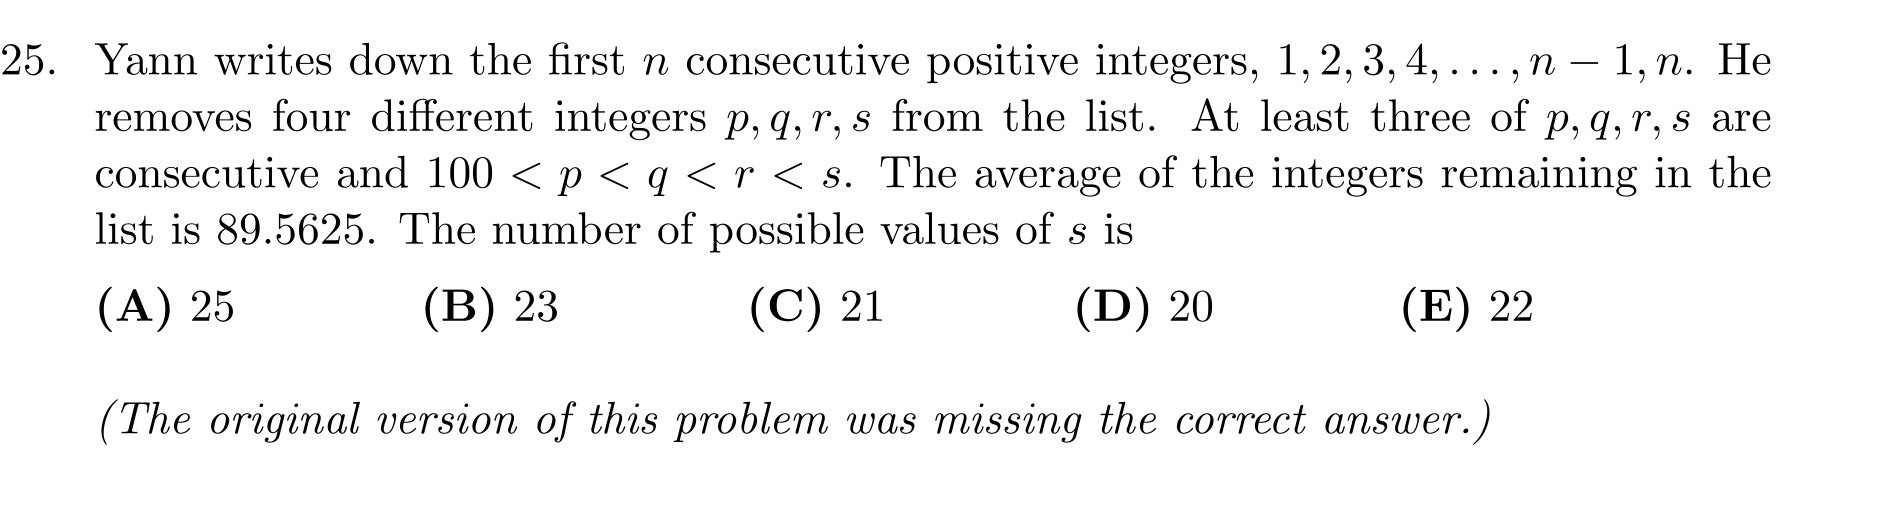 25. Yann writes down the first n consecutive positive integers, 1, 2, 3, 4, . . . , n − 1, n. He
removes four different integers p, q, r, s from the list. At least three of p, q, r, s are
consecutive and 100 < p < q < r < s. The average of the integers remaining in the
list is 89.5625. The number of possible values of s is
(A) 25 (B) 23 (C) 21 (D) 20 (E) 22
(The original version of this problem was missing the correct answer.)